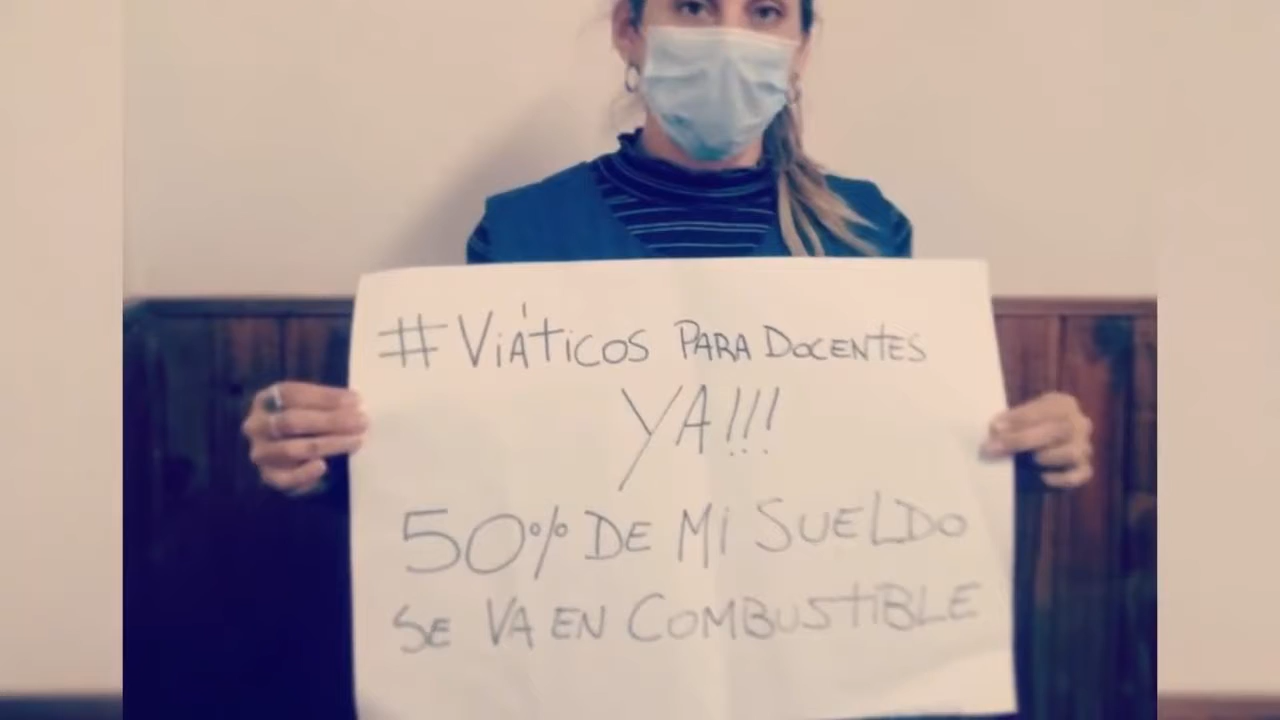 #Viáticos PARA DOCENTES
YA!!!
50% DE Mi SUELDO
SE VA EN COMBUSTiBLE